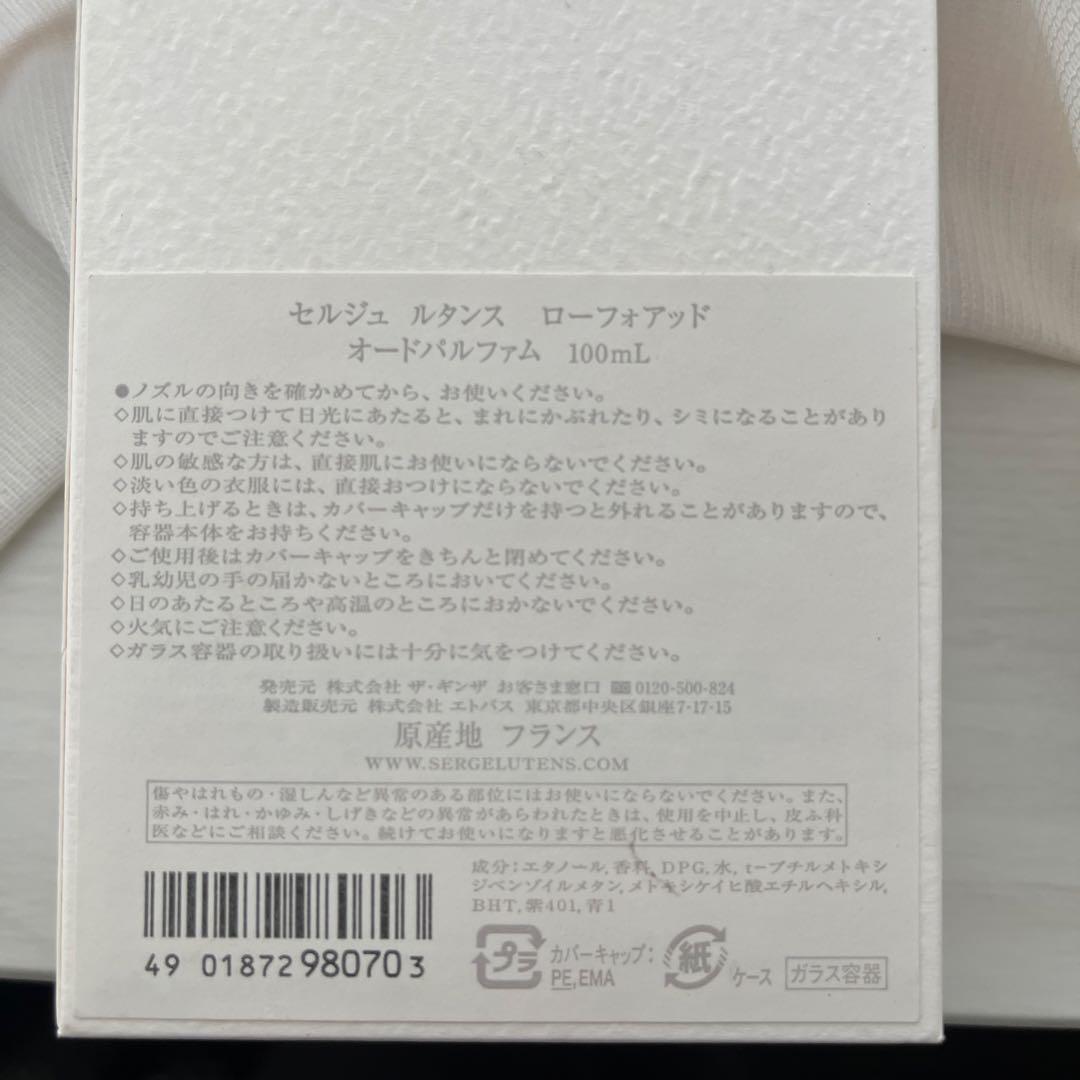 セルジュ ルタンス ローフォアッド
オードパルファム 100mL
●ノズルの向きを確かめてから、お使いください。
◇肌に直接つけて日光にあたると、まれにかぶれたり、シミになることがあり
ますのでご注意ください。
◇肌の敏感な方は、直接肌にお使いにならないでください。
◇淡い色の衣服には、直接おつけにならないでください。
◇持ち上げるときは、カバーキャップだけを持つと外れることがありますので、
容器本体をお持ちください。
◇ご使用後はカバーキャップをきちんと閉めてください。
◇乳幼児の手の届かないところにおいてください。
◇日のあたるところや高温のところにおかないでください。
◇火気にご注意ください。
◇ガラス容器の取り扱いには十分に気をつけてください。
発売元 株式会社 ザ・ギンザ お客さま窓口 0120-500-824
製造販売元 株式会社 エトバス 東京都中央区銀座7-17-15
原産地 フランス
WWW.SERGELUTENS.COM
傷やはれもの・湿しんなど異常のある部位にはお使いにならないでください。また、
赤み・はれ・かゆみ・しげきなどの異常があらわれたときは、使用を中止し、皮ふ科
医などにご相談ください。続けてお使いになりますと悪化させることがあります。
成分：エタノール, 香料, DPG, 水, t-ブチルメトキシ
ジベンゾイルメタン, メトキシケイヒ酸エチルヘキシル,
BHT, 紫401, 青1
49 01872 980703
プラ カバーキャップ：
PE,EMA
紙 ケース
ガラス容器